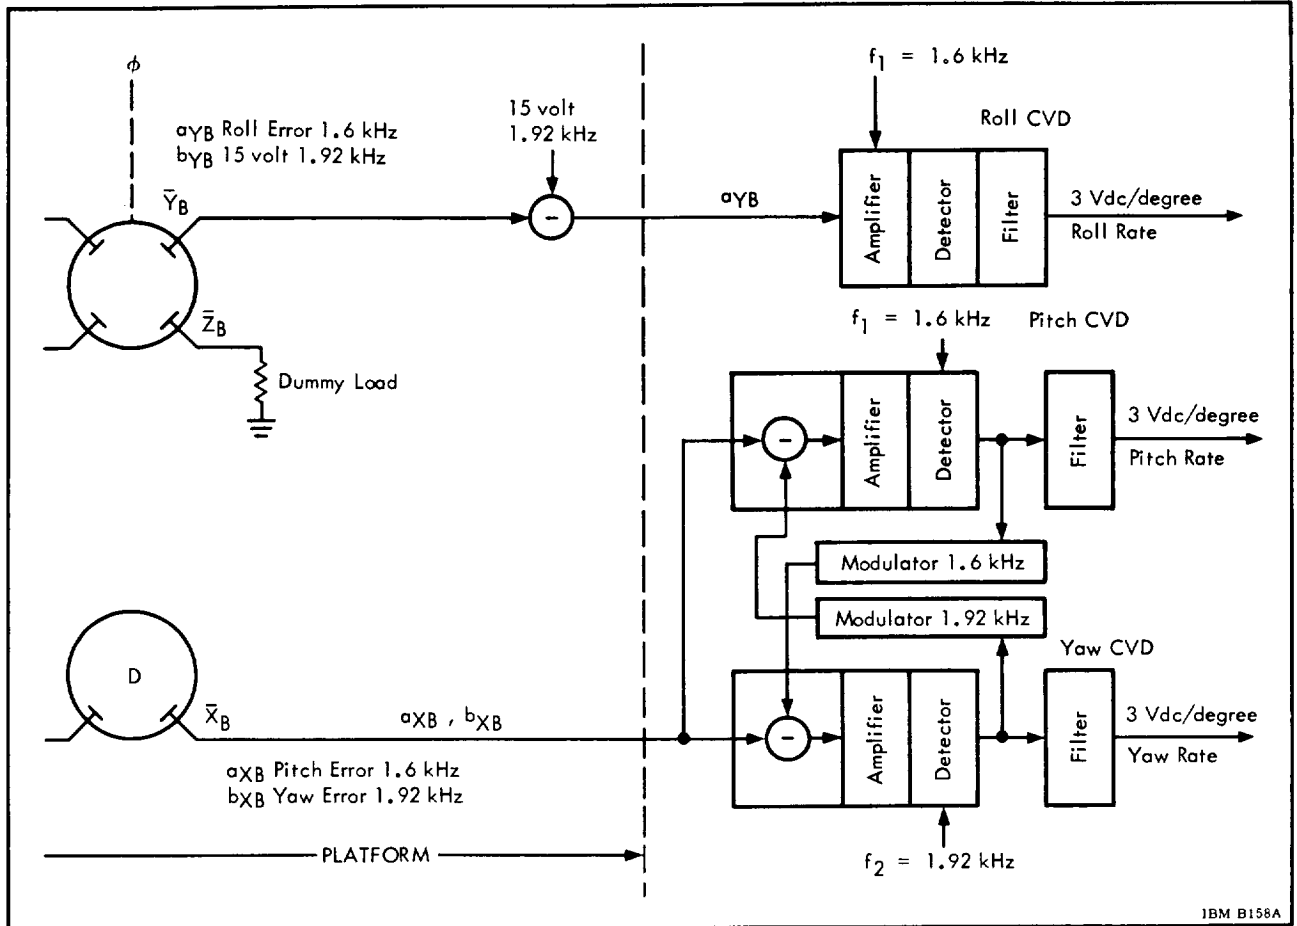 ϕ
aYB Roll Error 1.6 kHz
bYB 15 volt 1.92 kHz
15 volt
1.92 kHz
f1 = 1.6 kHz
Roll CVD
ȲB
-
aYB
Amplifier
Detector
Filter
3 Vdc/degree
Roll Rate
Z̄B
Dummy Load
f1 = 1.6 kHz
Pitch CVD
-
Amplifier
Detector
Filter
3 Vdc/degree
Pitch Rate
Modulator 1.6 kHz
Modulator 1.92 kHz
Yaw CVD
D
X̄B
aXB , bXB
-
Amplifier
Detector
Filter
3 Vdc/degree
Yaw Rate
aXB Pitch Error 1.6 kHz
bXB Yaw Error 1.92 kHz
PLATFORM
f2 = 1.92 kHz
IBM B158A